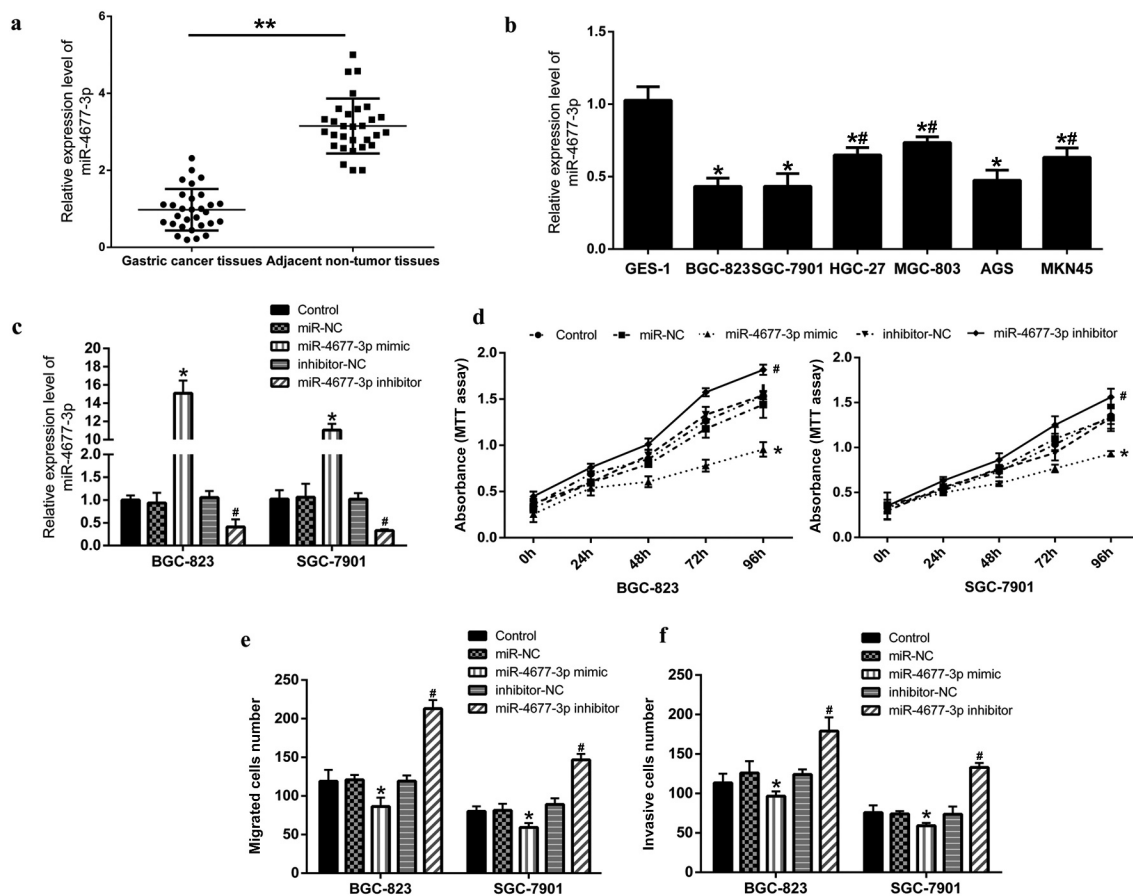 a
Relative expression level of
miR-4677-3p
6
4
2
0
**
Gastric cancer tissues Adjacent non-tumor tissues
b
Relative expression level of
miR-4677-3p
1.5
1.0
0.5
0.0
* * *# *# * *#
GES-1 BGC-823 SGC-7901 HGC-27 MGC-803 AGS MKN45
c
Control
miR-NC
miR-4677-3p mimic
inhibitor-NC
miR-4677-3p inhibitor
Relative expression level of
miR-4677-3p
20
18
16
14
12
10
2.0
1.5
1.0
0.5
0.0
* # * #
BGC-823 SGC-7901
d
Control miR-NC miR-4677-3p mimic inhibitor-NC miR-4677-3p inhibitor
Absorbance (MTT assay)
2.0
1.5
1.0
0.5
0.0
#
*
0h 24h 48h 72h 96h
BGC-823
Absorbance (MTT assay)
2.0
1.5
1.0
0.5
0.0
#
*
0h 24h 48h 72h 96h
SGC-7901
e
Control
miR-NC
miR-4677-3p mimic
inhibitor-NC
miR-4677-3p inhibitor
Migrated cells number
250
200
150
100
50
0
* # * #
BGC-823 SGC-7901
f
Control
miR-NC
miR-4677-3p mimic
inhibitor-NC
miR-4677-3p inhibitor
Invasive cells number
250
200
150
100
50
0
* # * #
BGC-823 SGC-7901